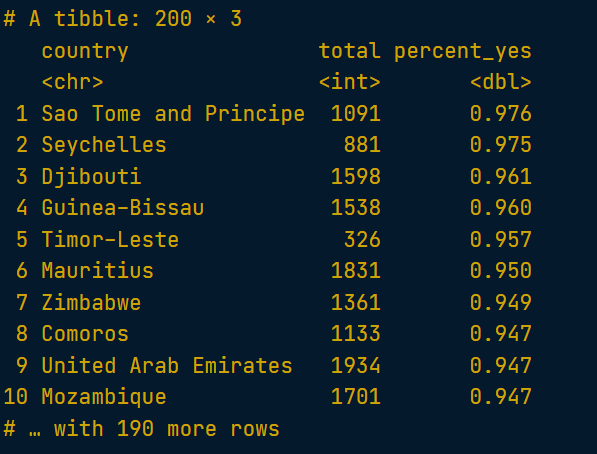 # A tibble: 200 × 3
country total percent_yes
<chr> <int> <dbl>
1 Sao Tome and Principe 1091 0.976
2 Seychelles 881 0.975
3 Djibouti 1598 0.961
4 Guinea-Bissau 1538 0.960
5 Timor-Leste 326 0.957
6 Mauritius 1831 0.950
7 Zimbabwe 1361 0.949
8 Comoros 1133 0.947
9 United Arab Emirates 1934 0.947
10 Mozambique 1701 0.947
# … with 190 more rows